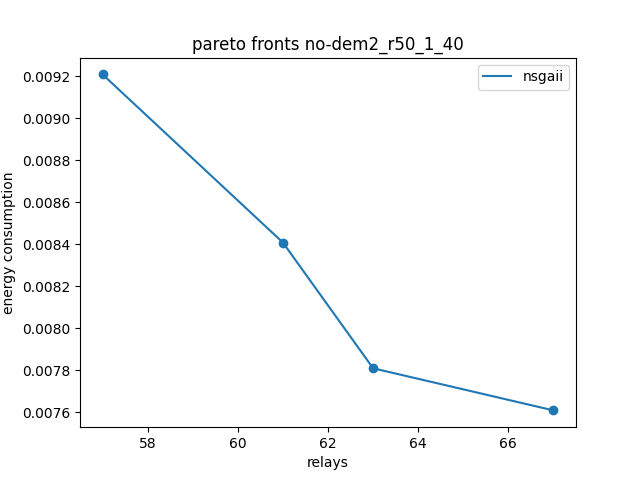 pareto fronts no-dem2_r50_1_40
nsgaii
energy consumption
0.0092
0.0090
0.0088
0.0086
0.0084
0.0082
0.0080
0.0078
0.0076
58 60 62 64 66
relays